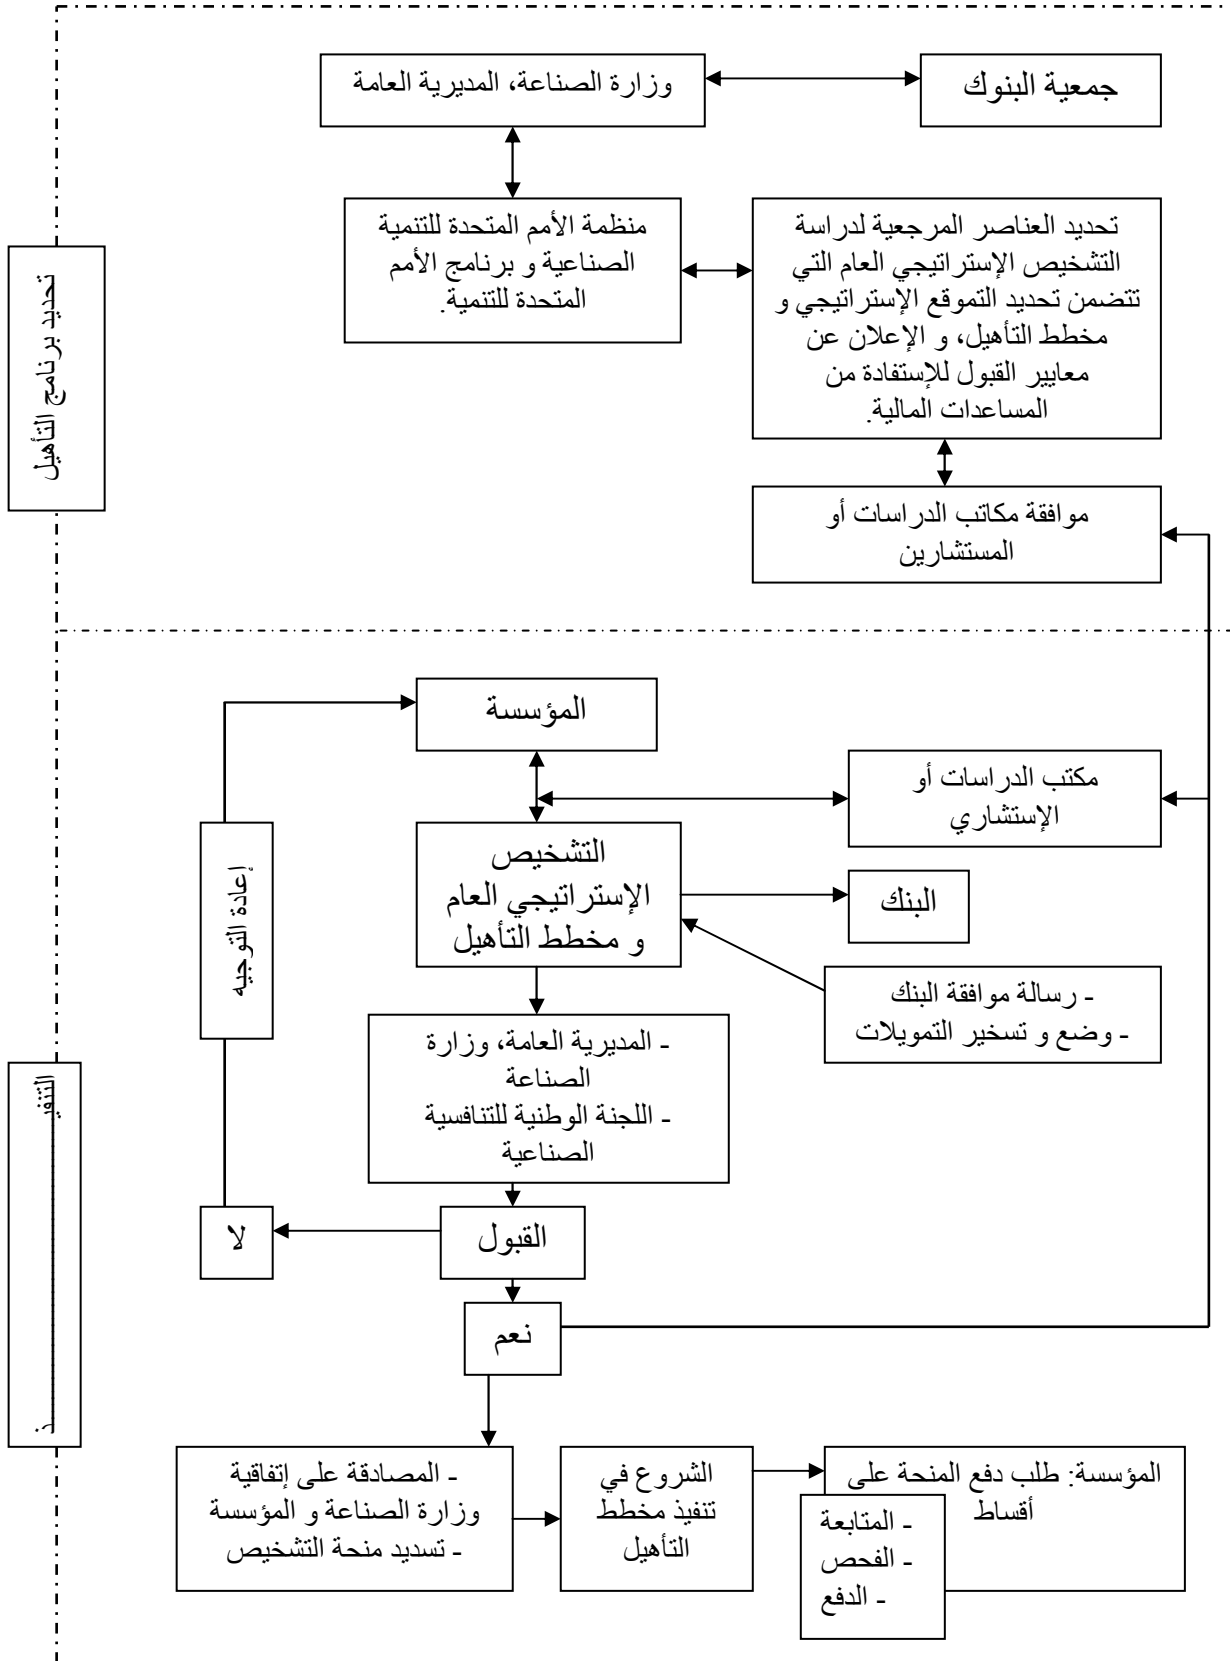 جمعية البنوك
وزارة الصناعة، المديرية العامة
تحديد العناصر المرجعية لدراسة
التشخيص الإستراتيجي العام التي
تتضمن تحديد التموقع الإستراتيجي و
مخطط التأهيل، و الإعلان عن
معايير القبول للإستفادة من
المساعدات المالية.
منظمة الأمم المتحدة للتنمية
الصناعية و برنامج الأمم
المتحدة للتنمية.
تحديد برنامج التأهيل
موافقة مكاتب الدراسات أو
المستشارين
المؤسسة
مكتب الدراسات أو
الإستشاري
التشخيص
الإستراتيجي العام
و مخطط التأهيل
البنك
إعادة التوجيه
- رسالة موافقة البنك
- وضع و تسخير التمويلات
- المديرية العامة، وزارة
الصناعة
- اللجنة الوطنية للتنافسية
الصناعية
التنفيـــــــــــــــــــذ
القبول
لا
نعم
- المصادقة على إتفاقية
وزارة الصناعة و المؤسسة
- تسديد منحة التشخيص
الشروع في
تنفيذ مخطط
التأهيل
المؤسسة: طلب دفع المنحة على
أقساط
- المتابعة
- الفحص
- الدفع